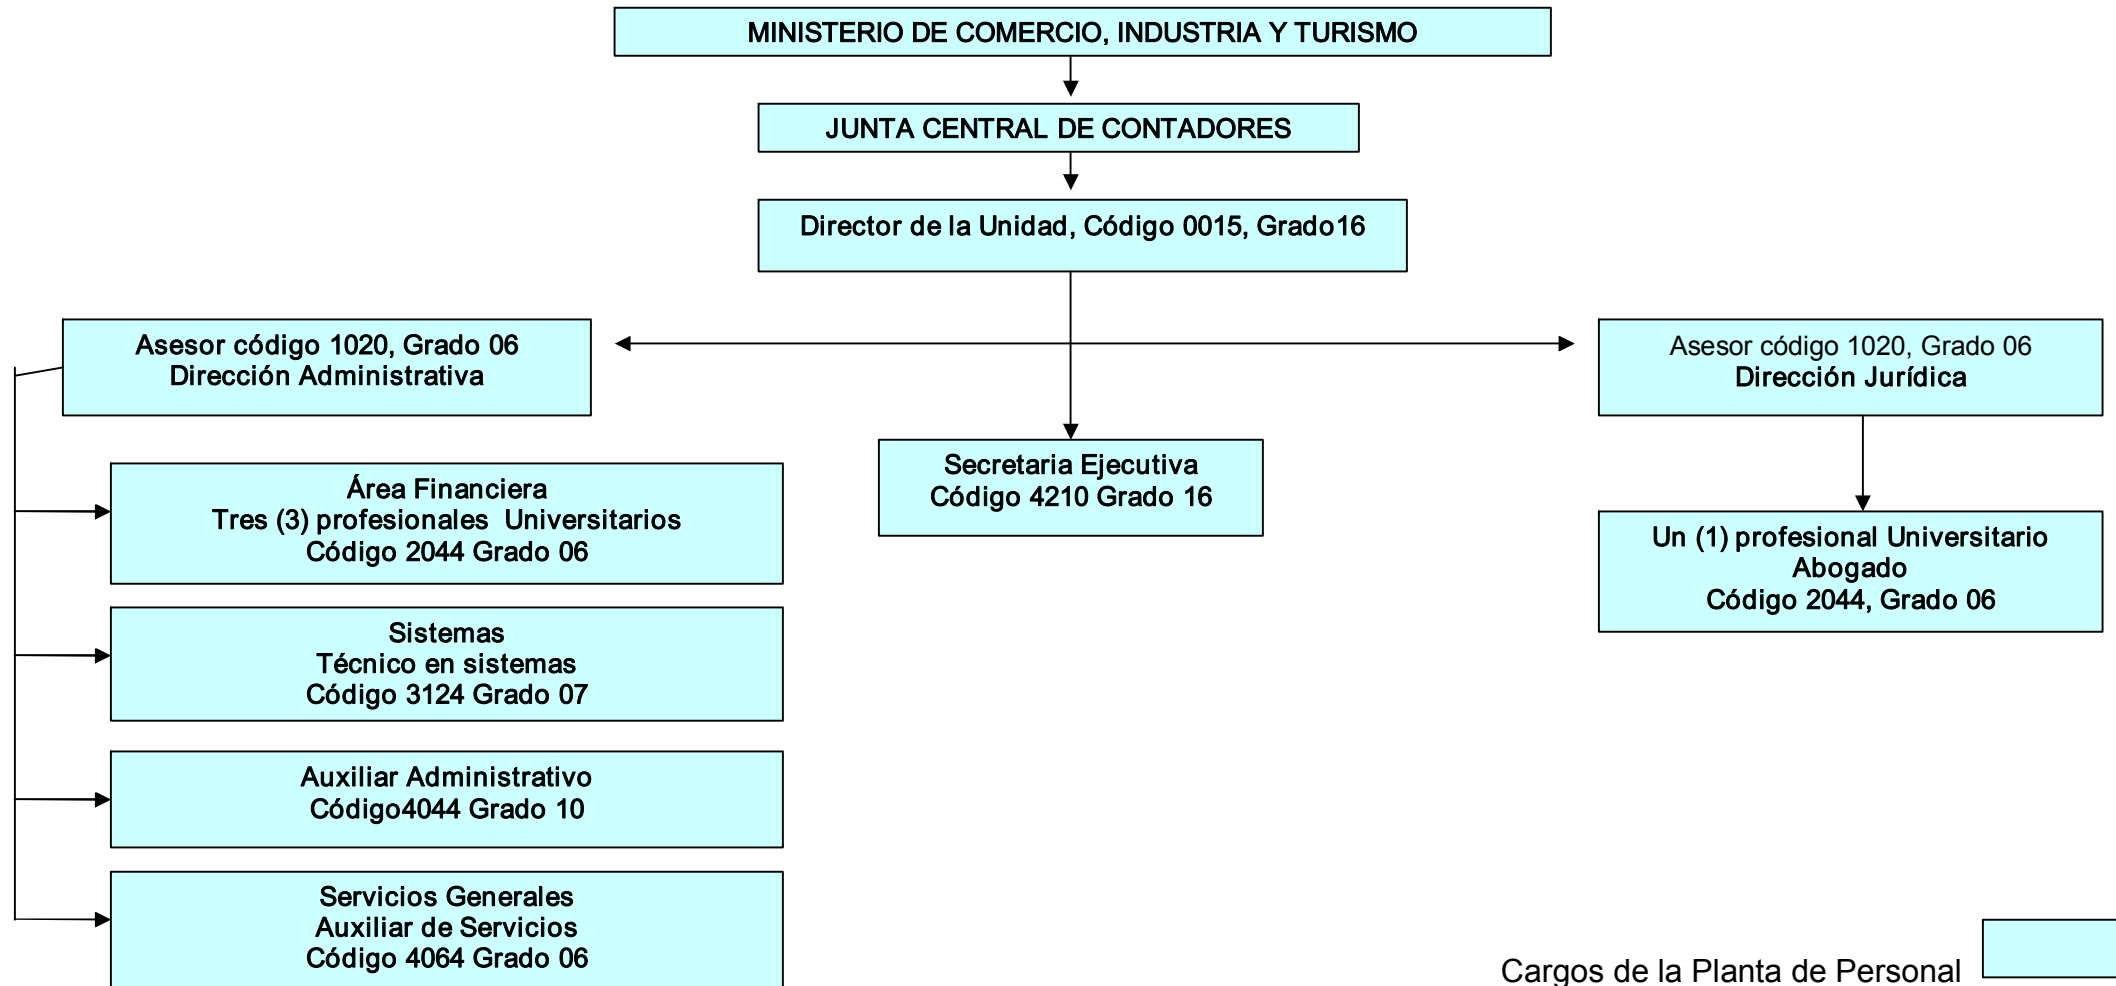 MINISTERIO DE COMERCIO, INDUSTRIA Y TURISMO
JUNTA CENTRAL DE CONTADORES
Director de la Unidad, Código 0015, Grado16
Asesor código 1020, Grado 06
Dirección Administrativa
Asesor código 1020, Grado 06
Dirección Jurídica
Secretaria Ejecutiva
Código 4210 Grado 16
Área Financiera
Tres (3) profesionales  Universitarios
Código 2044 Grado 06
Un (1) profesional Universitario
Abogado
Código 2044, Grado 06
Sistemas
Técnico en sistemas
Código 3124 Grado 07
Auxiliar Administrativo
Código4044 Grado 10
Servicios Generales
Auxiliar de Servicios
Código 4064 Grado 06
Cargos de la Planta de Personal